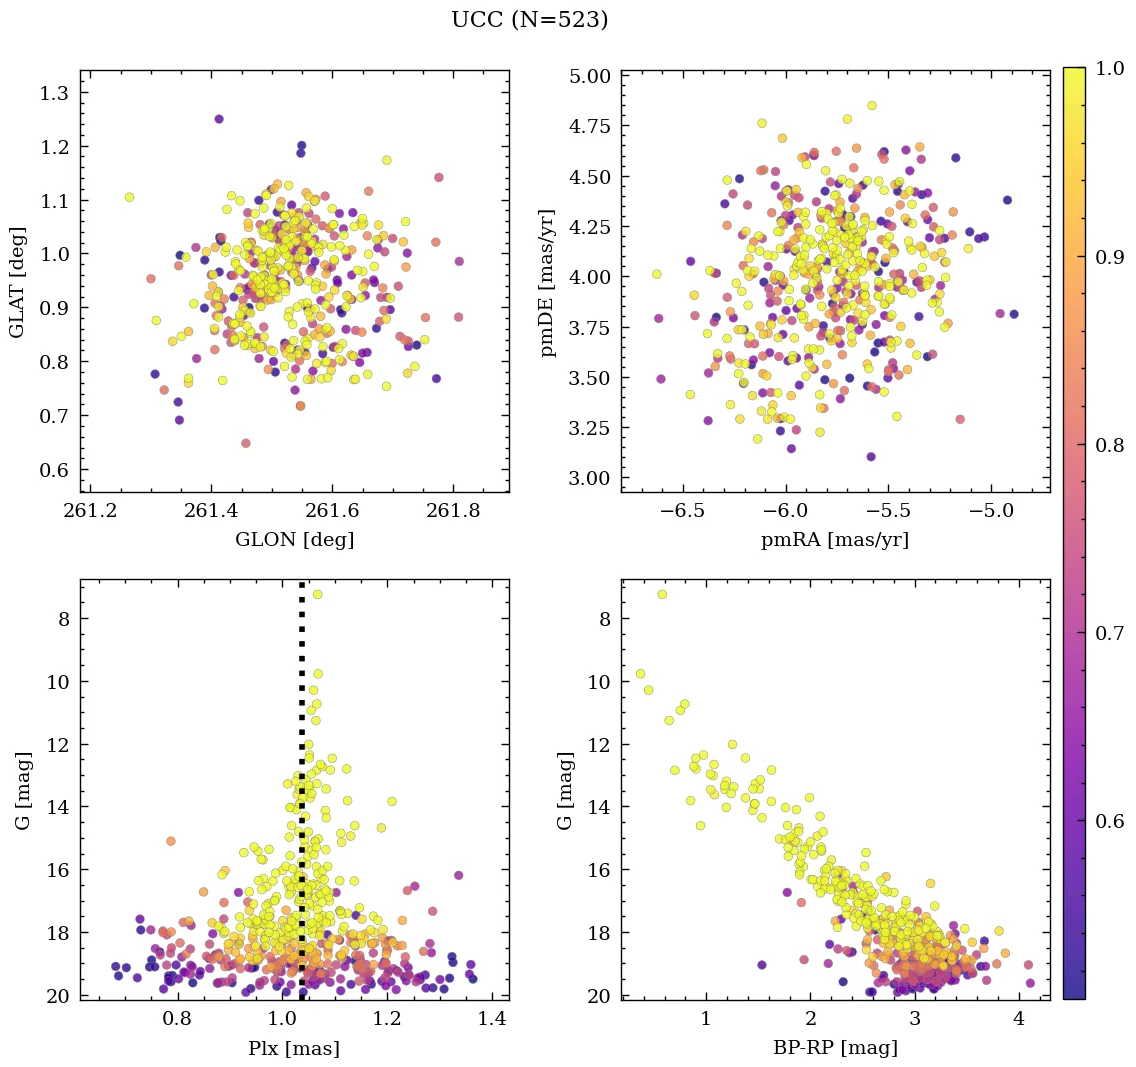 UCC (N=523)
1.3
1.2
1.1
1.0
0.9
0.8
0.7
0.6
GLAT [deg]
261.2 261.4 261.6 261.8
GLON [deg]
5.00
4.75
4.50
4.25
4.00
3.75
3.50
3.25
3.00
pmDE [mas/yr]
−6.5 −6.0 −5.5 −5.0
pmRA [mas/yr]
8
10
12
14
16
18
20
G [mag]
0.8 1.0 1.2 1.4
Plx [mas]
8
10
12
14
16
18
20
G [mag]
1 2 3 4
BP-RP [mag]
1.0
0.9
0.8
0.7
0.6